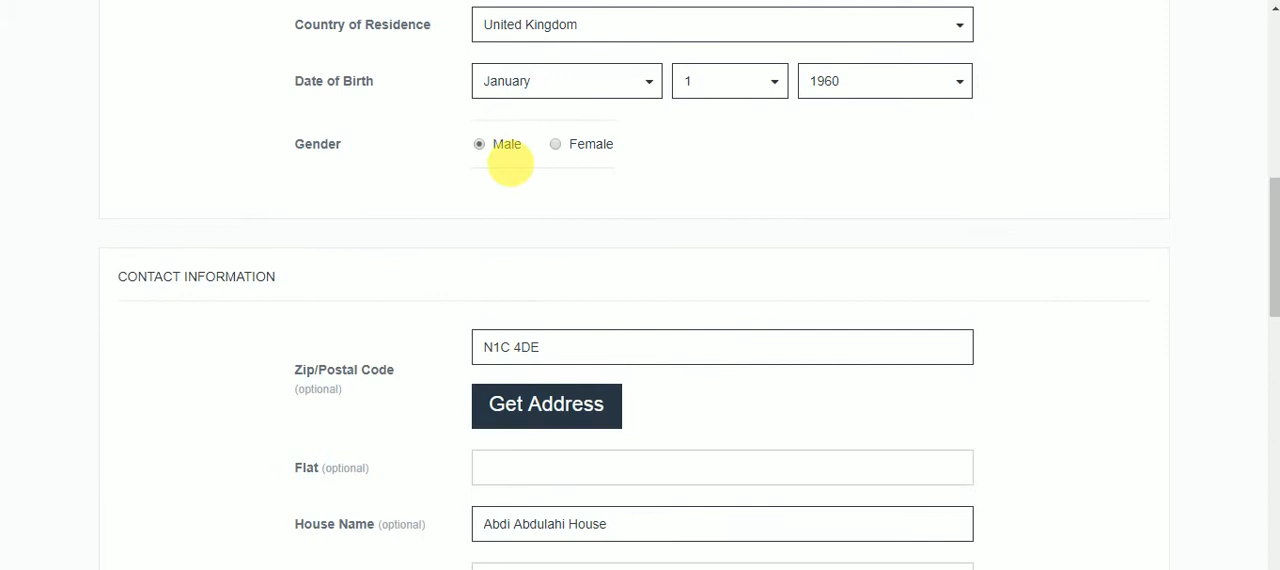 Country of Residence United Kingdom
Date of Birth January 1 1960
Gender Male Female
CONTACT INFORMATION
N1C 4DE
Zip/Postal Code
(optional)
Get Address
Flat (optional)
House Name (optional) Abdi Abdulahi House